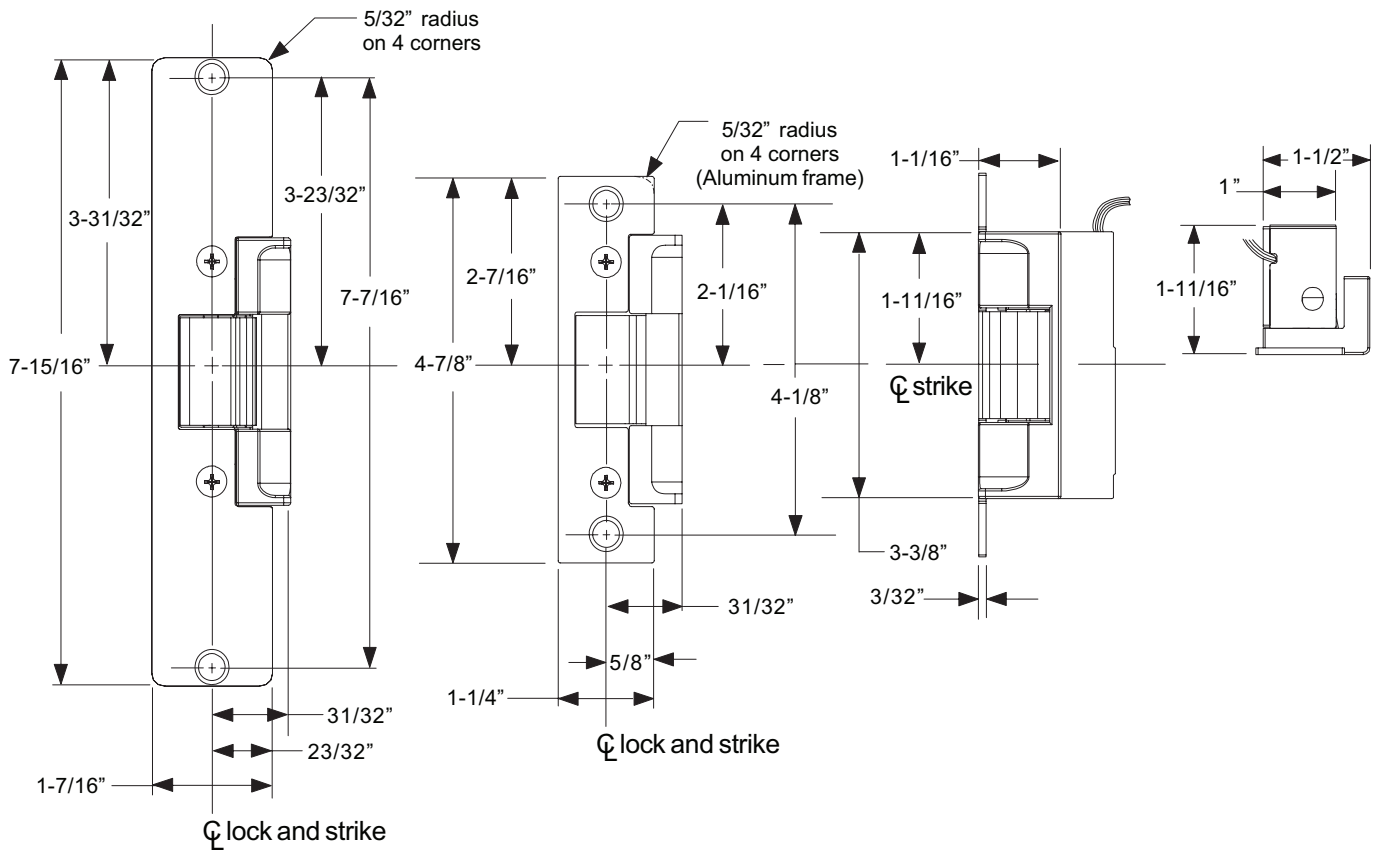 5/32” radius
on 4 corners
3-31/32”
3-23/32”
7-7/16”
7-15/16”
31/32”
23/32”
1-7/16”
℄ lock and strike
5/32” radius
on 4 corners
(Aluminum frame)
2-7/16”
2-1/16”
4-7/8”
4-1/8”
31/32”
5/8”
1-1/4”
℄ lock and strike
1-1/16”
1-11/16”
℄ strike
3-3/8”
3/32”
1-1/2”
1”
1-11/16”